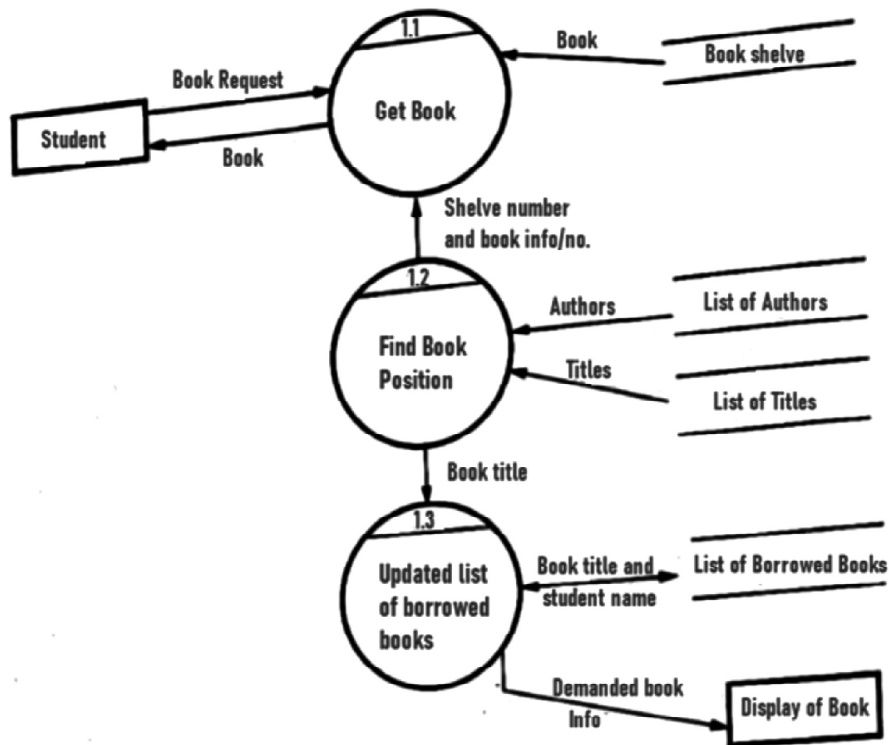 1.1
Book
Book shelve
Book Request
Get Book
Student
Book
Shelve number
and book info/no.
1.2
Authors
List of Authors
Find Book
Position
Titles
List of Titles
Book title
1.3
Updated list
of borrowed
books
Book title and
student name
List of Borrowed Books
Demanded book
Info
Display of Book